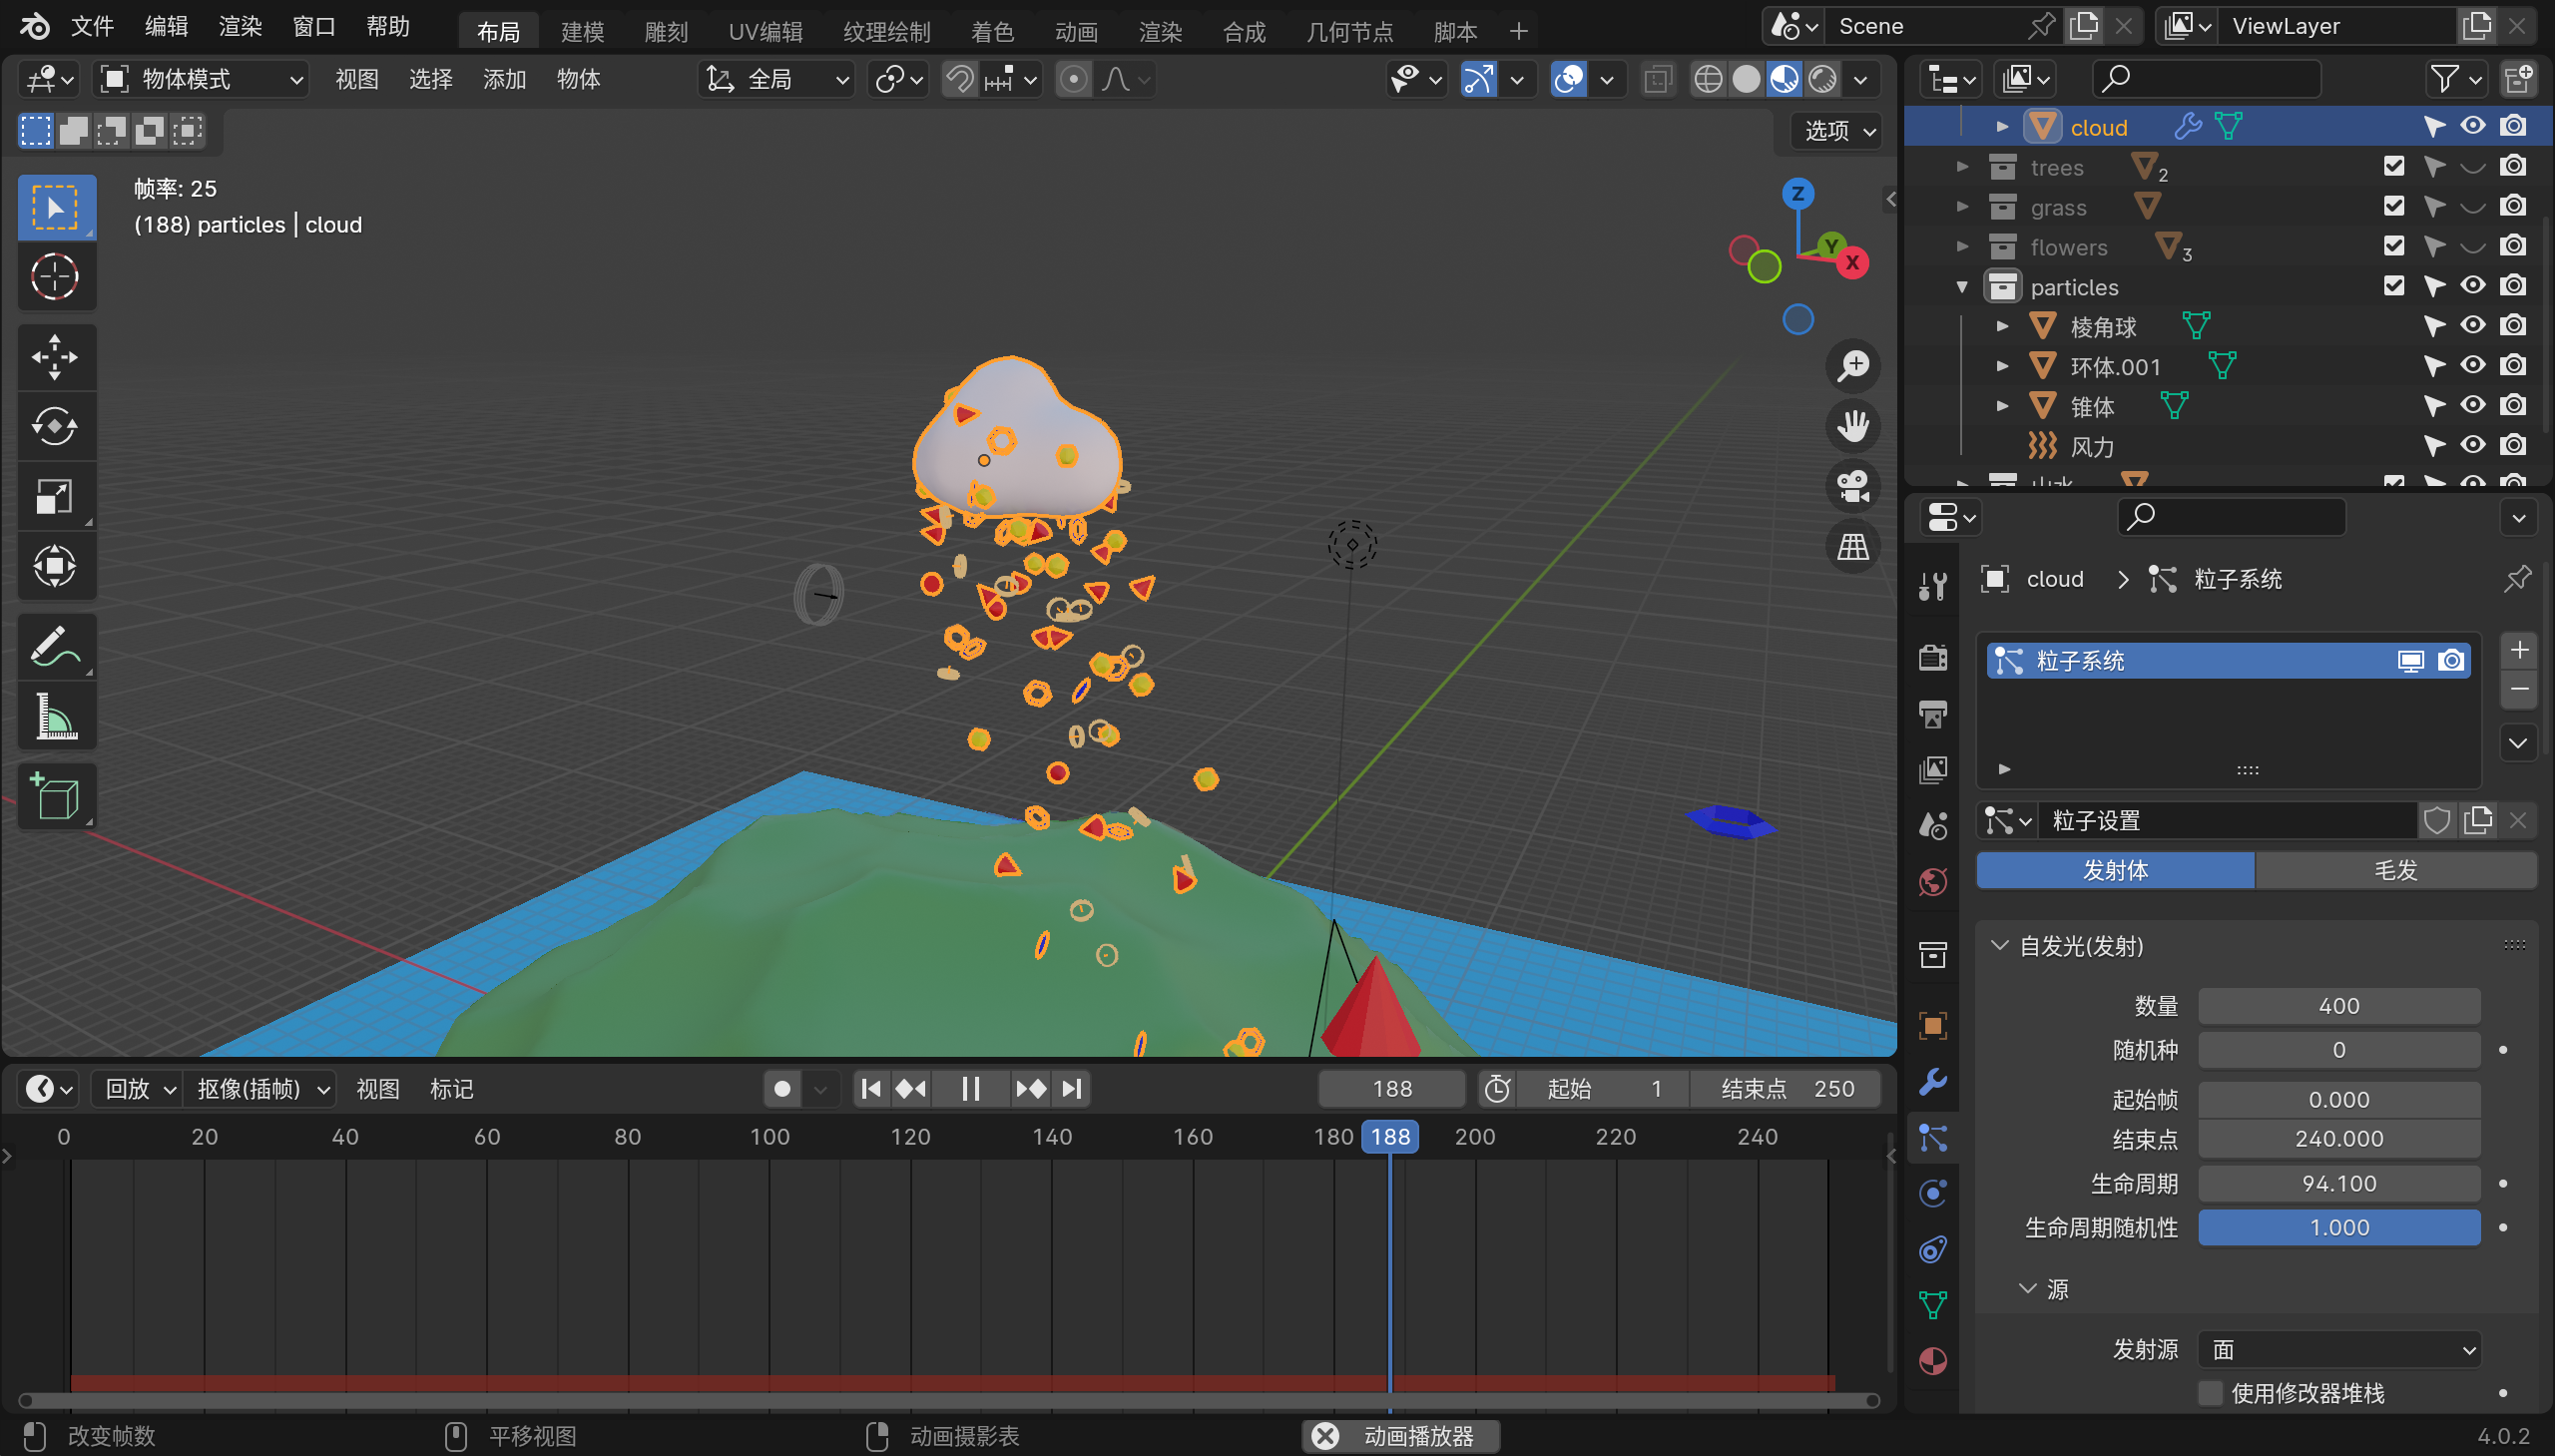 文件 编辑 渲染 窗口 帮助 布局 建模 雕刻 UV编辑 纹理绘制 着色 动画 渲染 合成 几何节点 脚本 + Scene ViewLayer
物体模式 视图 选择 添加 物体 全局
选项
帧率: 25
(188) particles | cloud
Z
Y
X
cloud
trees 2
grass
flowers 3
particles
棱角球
环体.001
锥体
风力
cloud > 粒子系统
粒子系统
粒子设置
发射体 毛发
自发光(发射)
数量 400
随机种 0
起始帧 0.000
结束点 240.000
生命周期 94.100
生命周期随机性 1.000
源
发射源 面
使用修改器堆栈
回放 抠像(插帧) 视图 标记 188 起始 1 结束点 250
0 20 40 60 80 100 120 140 160 180 188 200 220 240
改变帧数 平移视图 动画摄影表 动画播放器 4.0.2